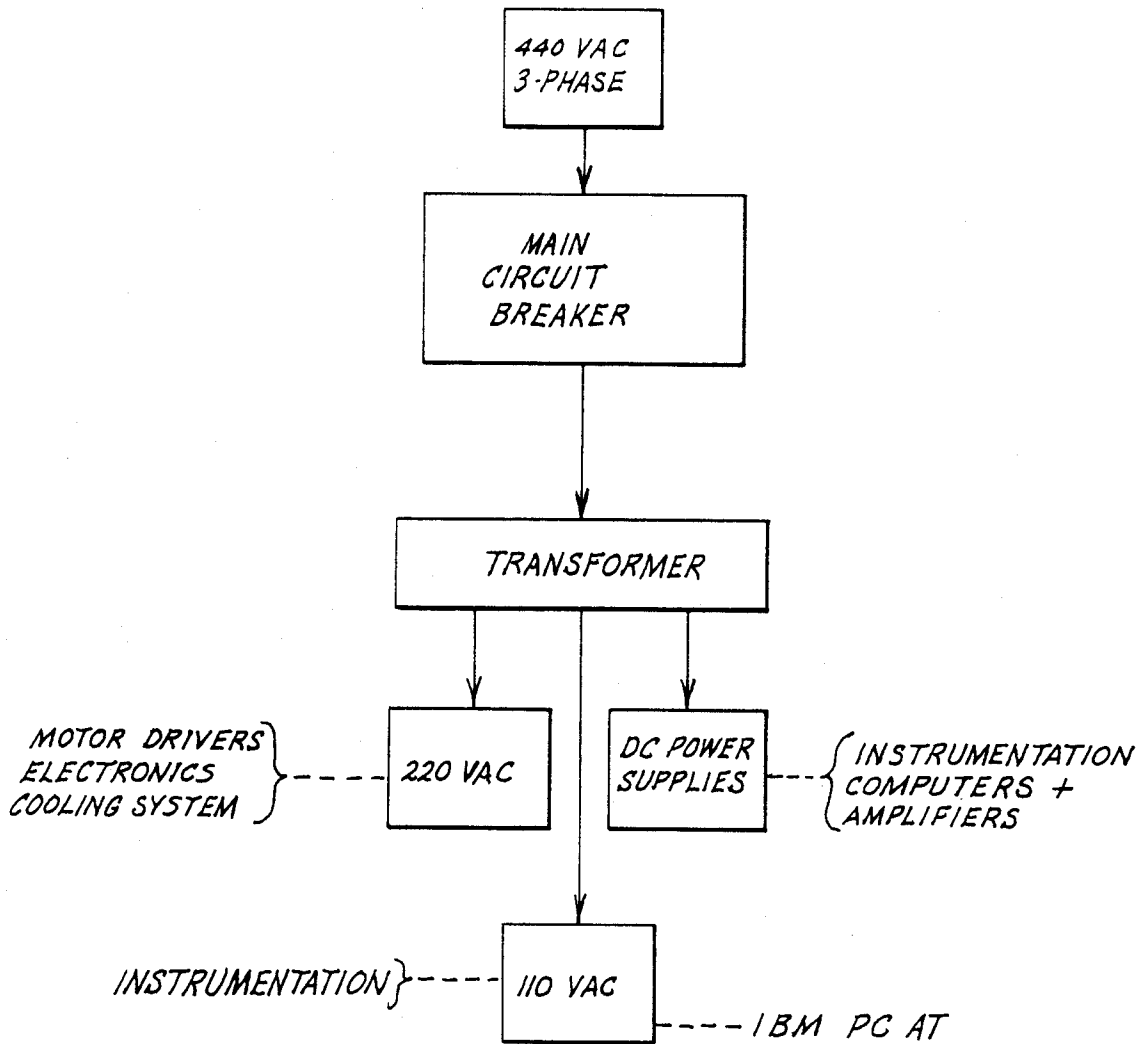 440 VAC
3-PHASE
MAIN
CIRCUIT
BREAKER
TRANSFORMER
MOTOR DRIVERS
ELECTRONICS
COOLING SYSTEM
220 VAC
DC POWER
SUPPLIES
INSTRUMENTATION
COMPUTERS +
AMPLIFIERS
INSTRUMENTATION
110 VAC
IBM PC AT